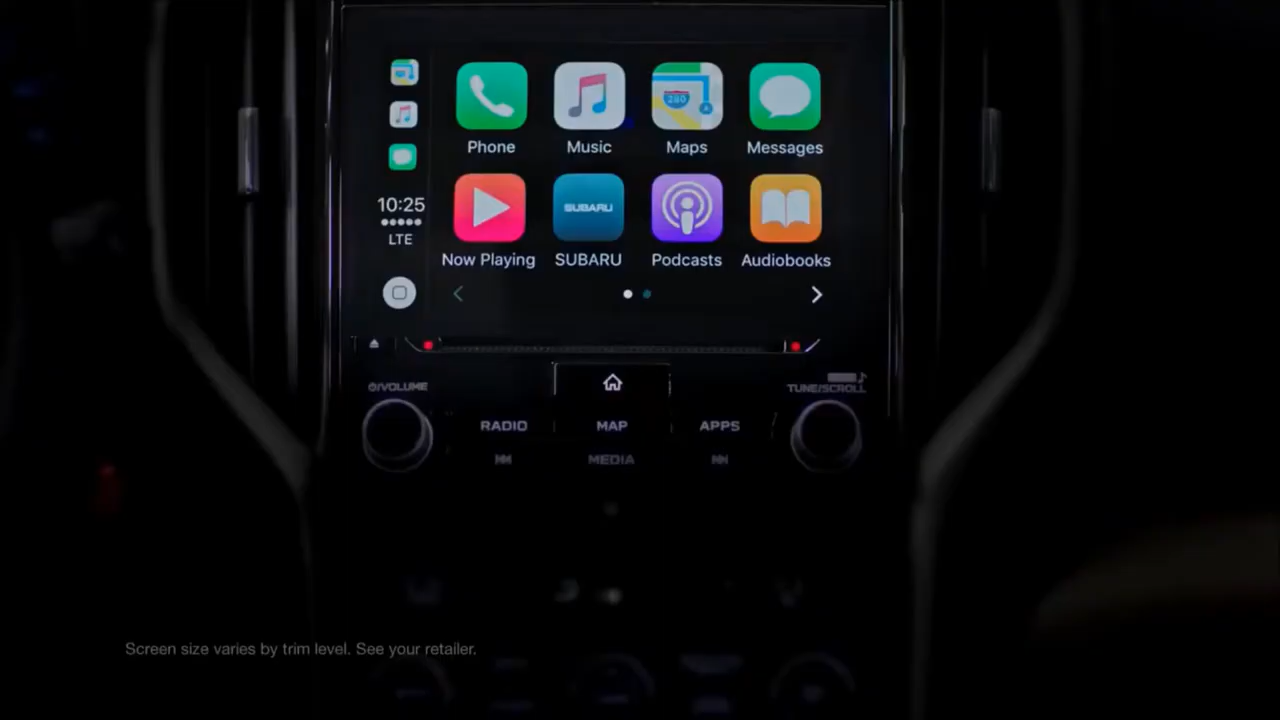 280
Phone
Music
Maps
Messages
10:25
LTE
SUBARU
Now Playing
SUBARU
Podcasts
Audiobooks
/VOLUME
TUNE/SCROLL
RADIO
MAP
APPS
MEDIA
Screen size varies by trim level. See your retailer.